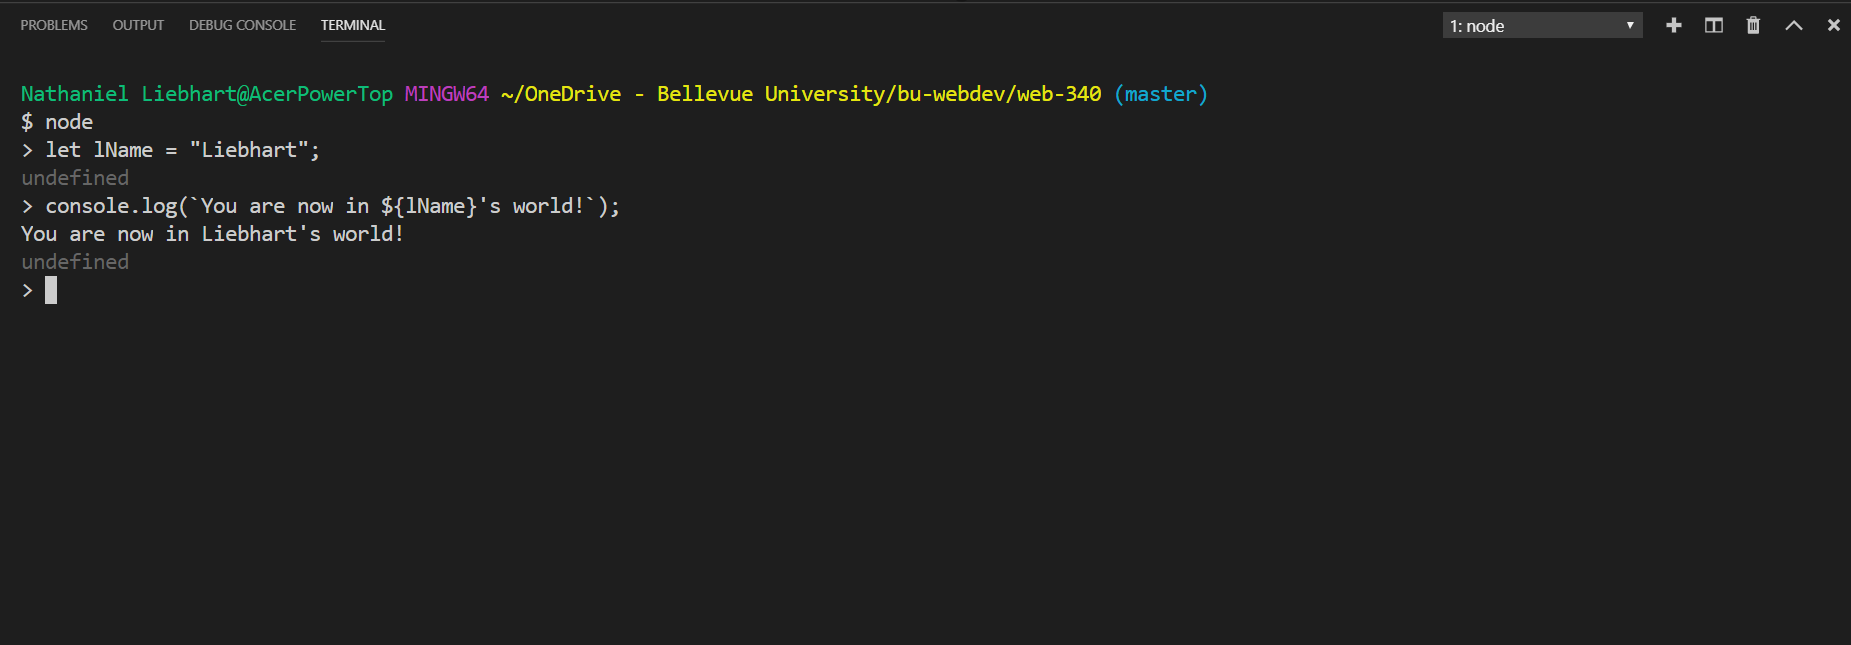 PROBLEMS OUTPUT DEBUG CONSOLE TERMINAL 1: node
Nathaniel Liebhart@AcerPowerTop MINGW64 ~/OneDrive - Bellevue University/bu-webdev/web-340 (master)
$ node
> let lName = "Liebhart";
undefined
> console.log(`You are now in ${lName}'s world!`);
You are now in Liebhart's world!
undefined
>